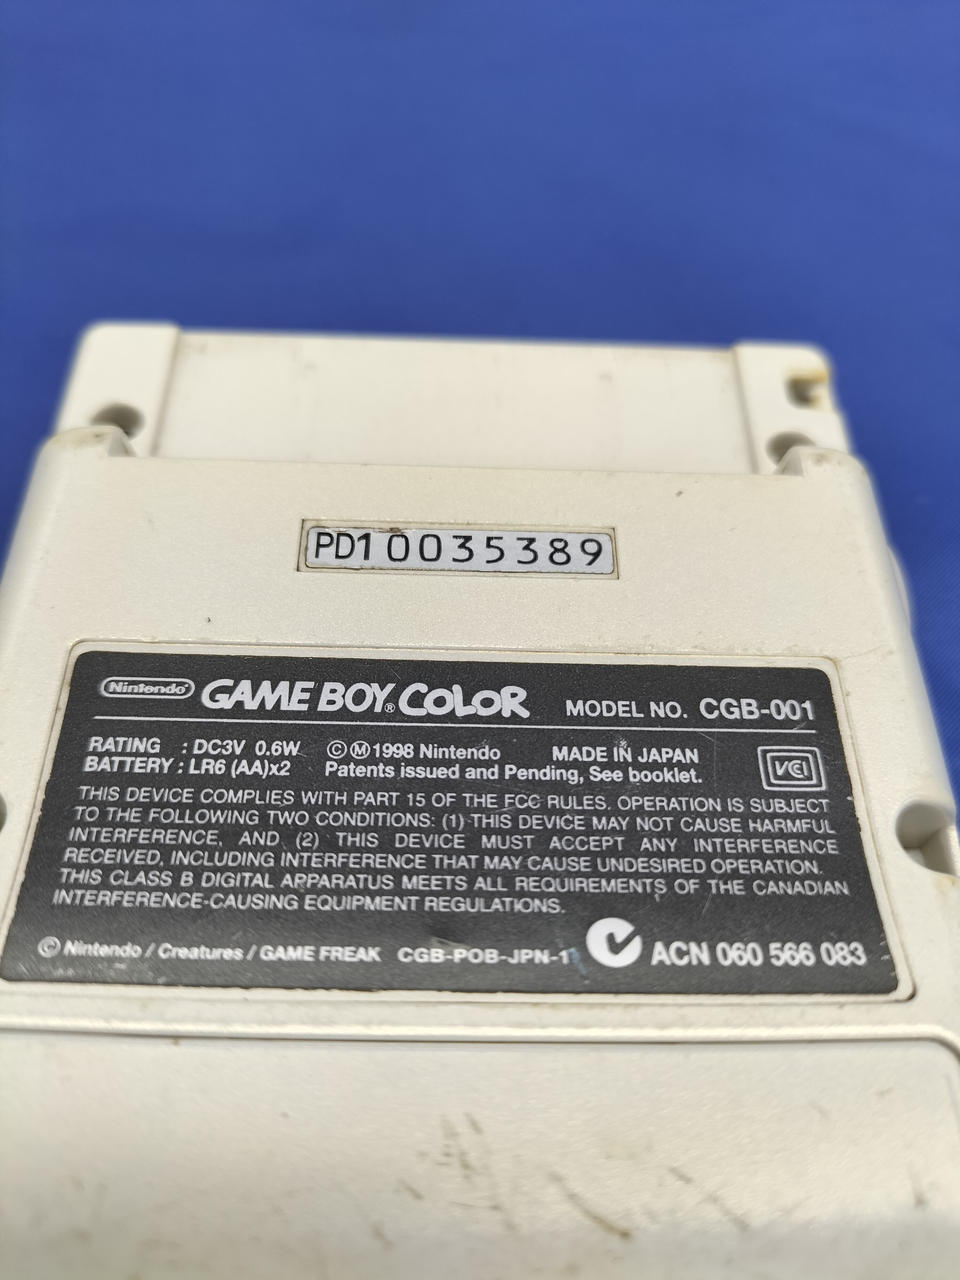 PD10035389
Nintendo GAME BOY® COLOR MODEL NO. CGB-001
RATING : DC3V 0.6W ©Ⓜ1998 Nintendo MADE IN JAPAN
BATTERY : LR6 (AA)x2 Patents issued and Pending, See booklet.
VCI
THIS DEVICE COMPLIES WITH PART 15 OF THE FCC RULES. OPERATION IS SUBJECT
TO THE FOLLOWING TWO CONDITIONS: (1) THIS DEVICE MAY NOT CAUSE HARMFUL
INTERFERENCE, AND (2) THIS DEVICE MUST ACCEPT ANY INTERFERENCE
RECEIVED, INCLUDING INTERFERENCE THAT MAY CAUSE UNDESIRED OPERATION.
THIS CLASS B DIGITAL APPARATUS MEETS ALL REQUIREMENTS OF THE CANADIAN
INTERFERENCE-CAUSING EQUIPMENT REGULATIONS.
© Nintendo / Creatures / GAME FREAK CGB-POB-JPN-1 ACN 060 566 083